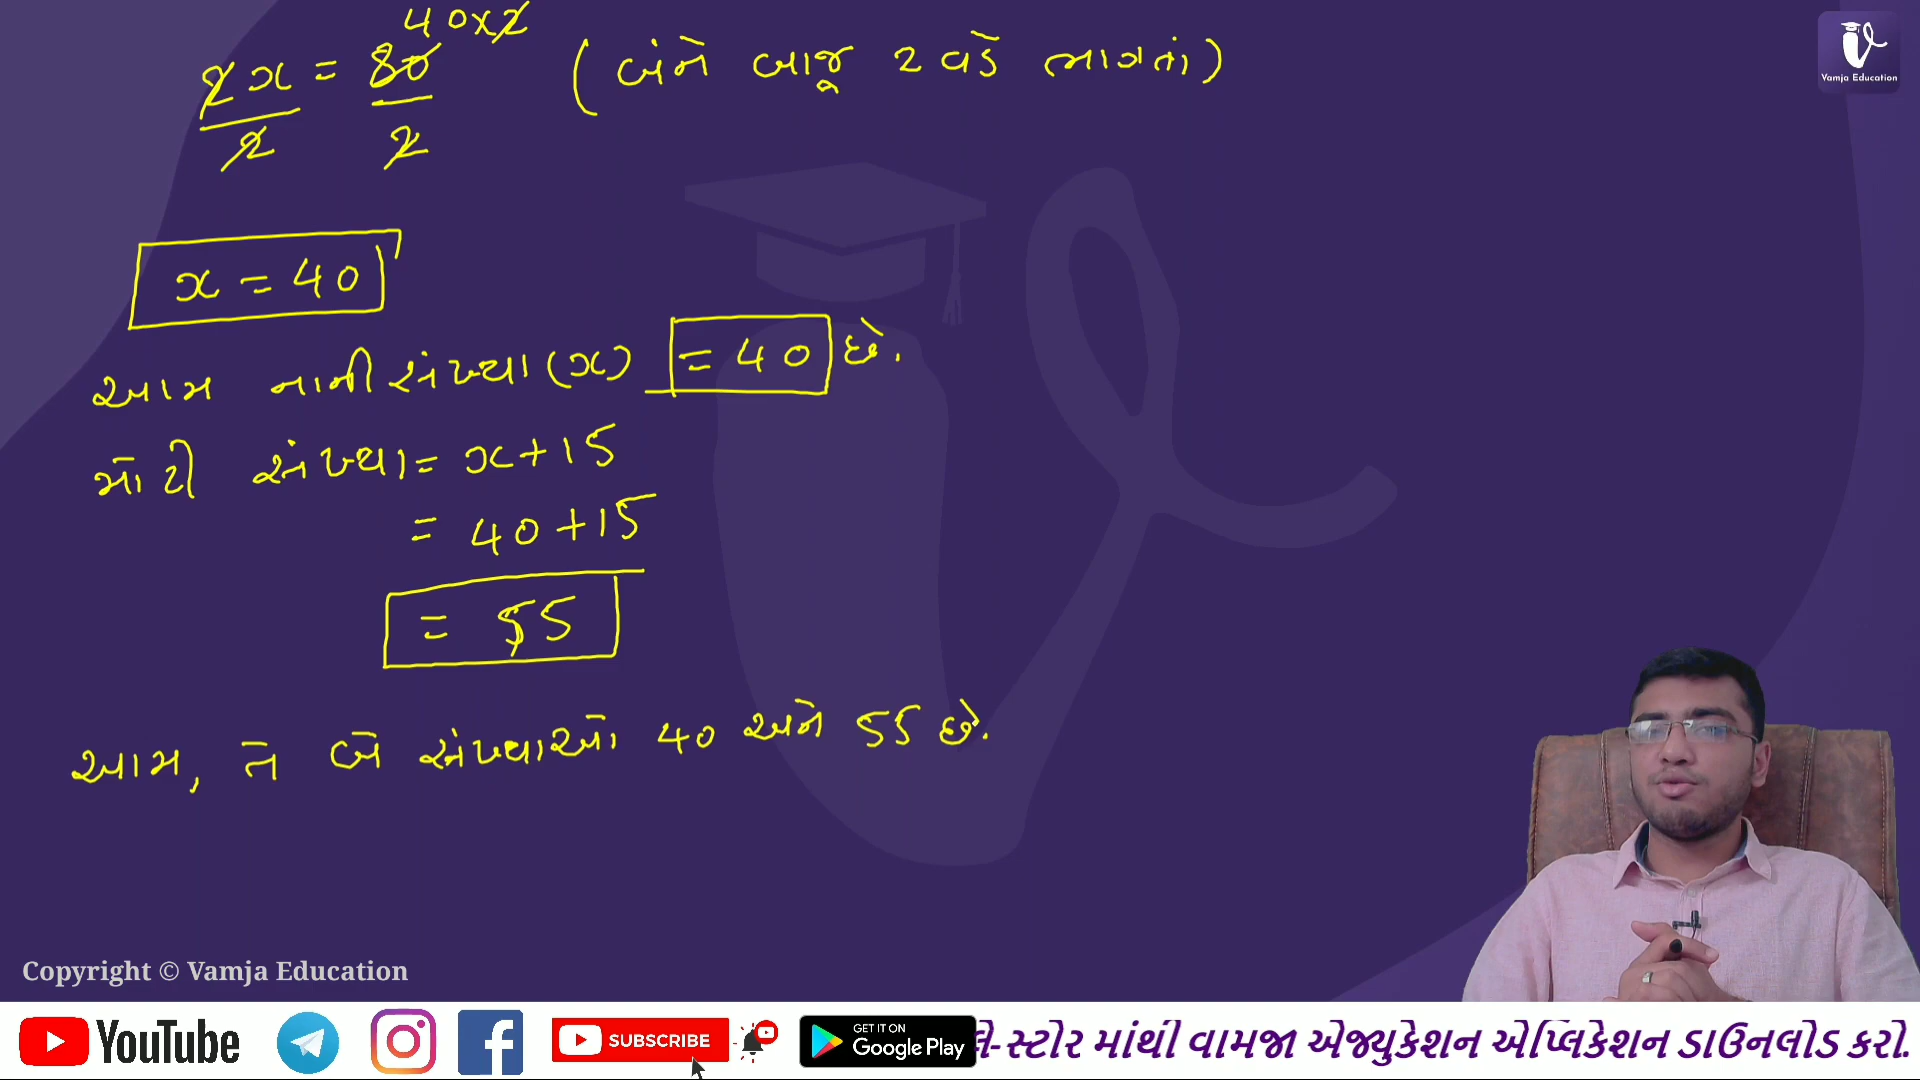 40×2
2x/2 = 80/2 (બંને બાજૂ 2 વડે ભાગતાં)
x = 40
આમ નાની સંખ્યા (x) = 40 છે.
મોટી સંખ્યા = x + 15
= 40 + 15
= 55
આમ, તે બે સંખ્યાઓ 40 અને 55 છે.
Vamja Education
Copyright © Vamja Education
YouTube
SUBSCRIBE
GET IT ON
Google Play
લે-સ્ટોર માંથી વામજા એજ્યુકેશન એપ્લિકેશન ડાઉનલોડ કરો.